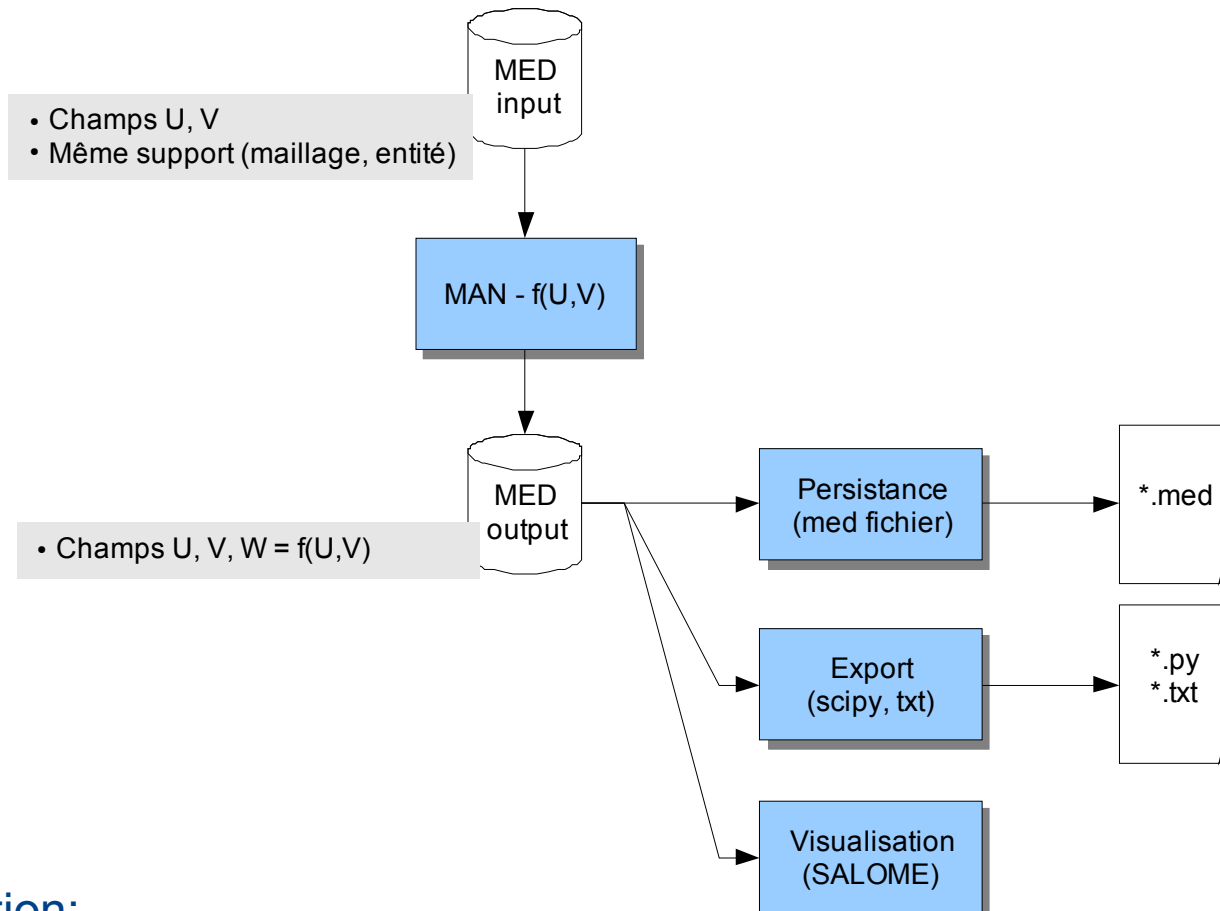 MED
input
• Champs U, V
• Même support (maillage, entité)
MAN - f(U,V)
MED
output
• Champs U, V, W = f(U,V)
Persistance
(med fichier)
*.med
Export
(scipy, txt)
*.py
*.txt
Visualisation
(SALOME)
tion: